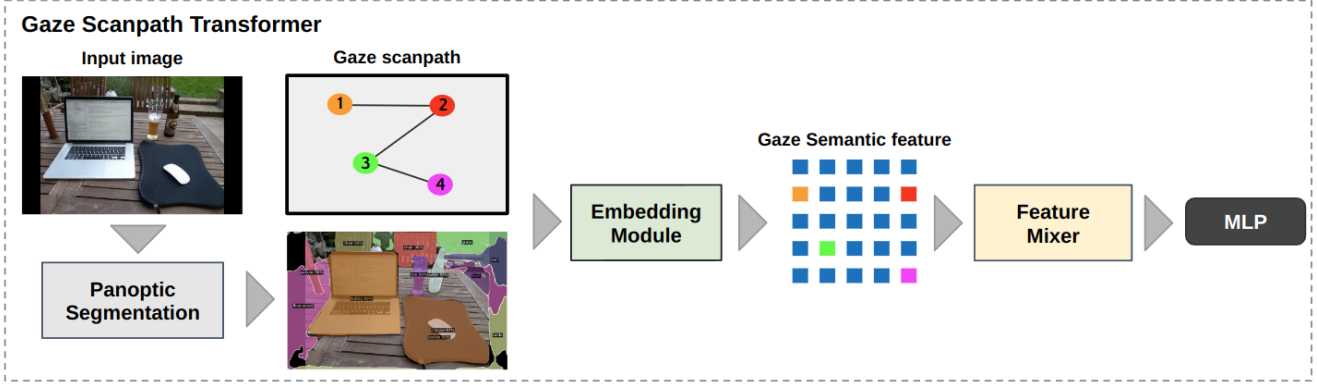 Gaze Scanpath Transformer
Input image
Gaze scanpath
1
2
3
4
Panoptic
Segmentation
Embedding
Module
Gaze Semantic feature
Feature
Mixer
MLP